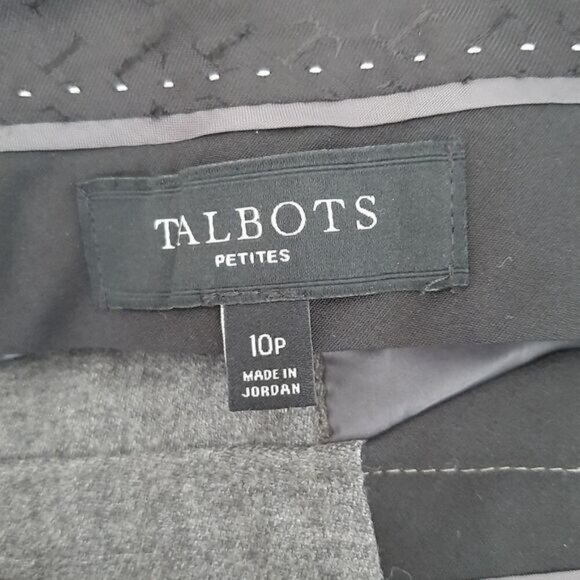 TALBOTS
PETITES
10P
MADE IN
JORDAN